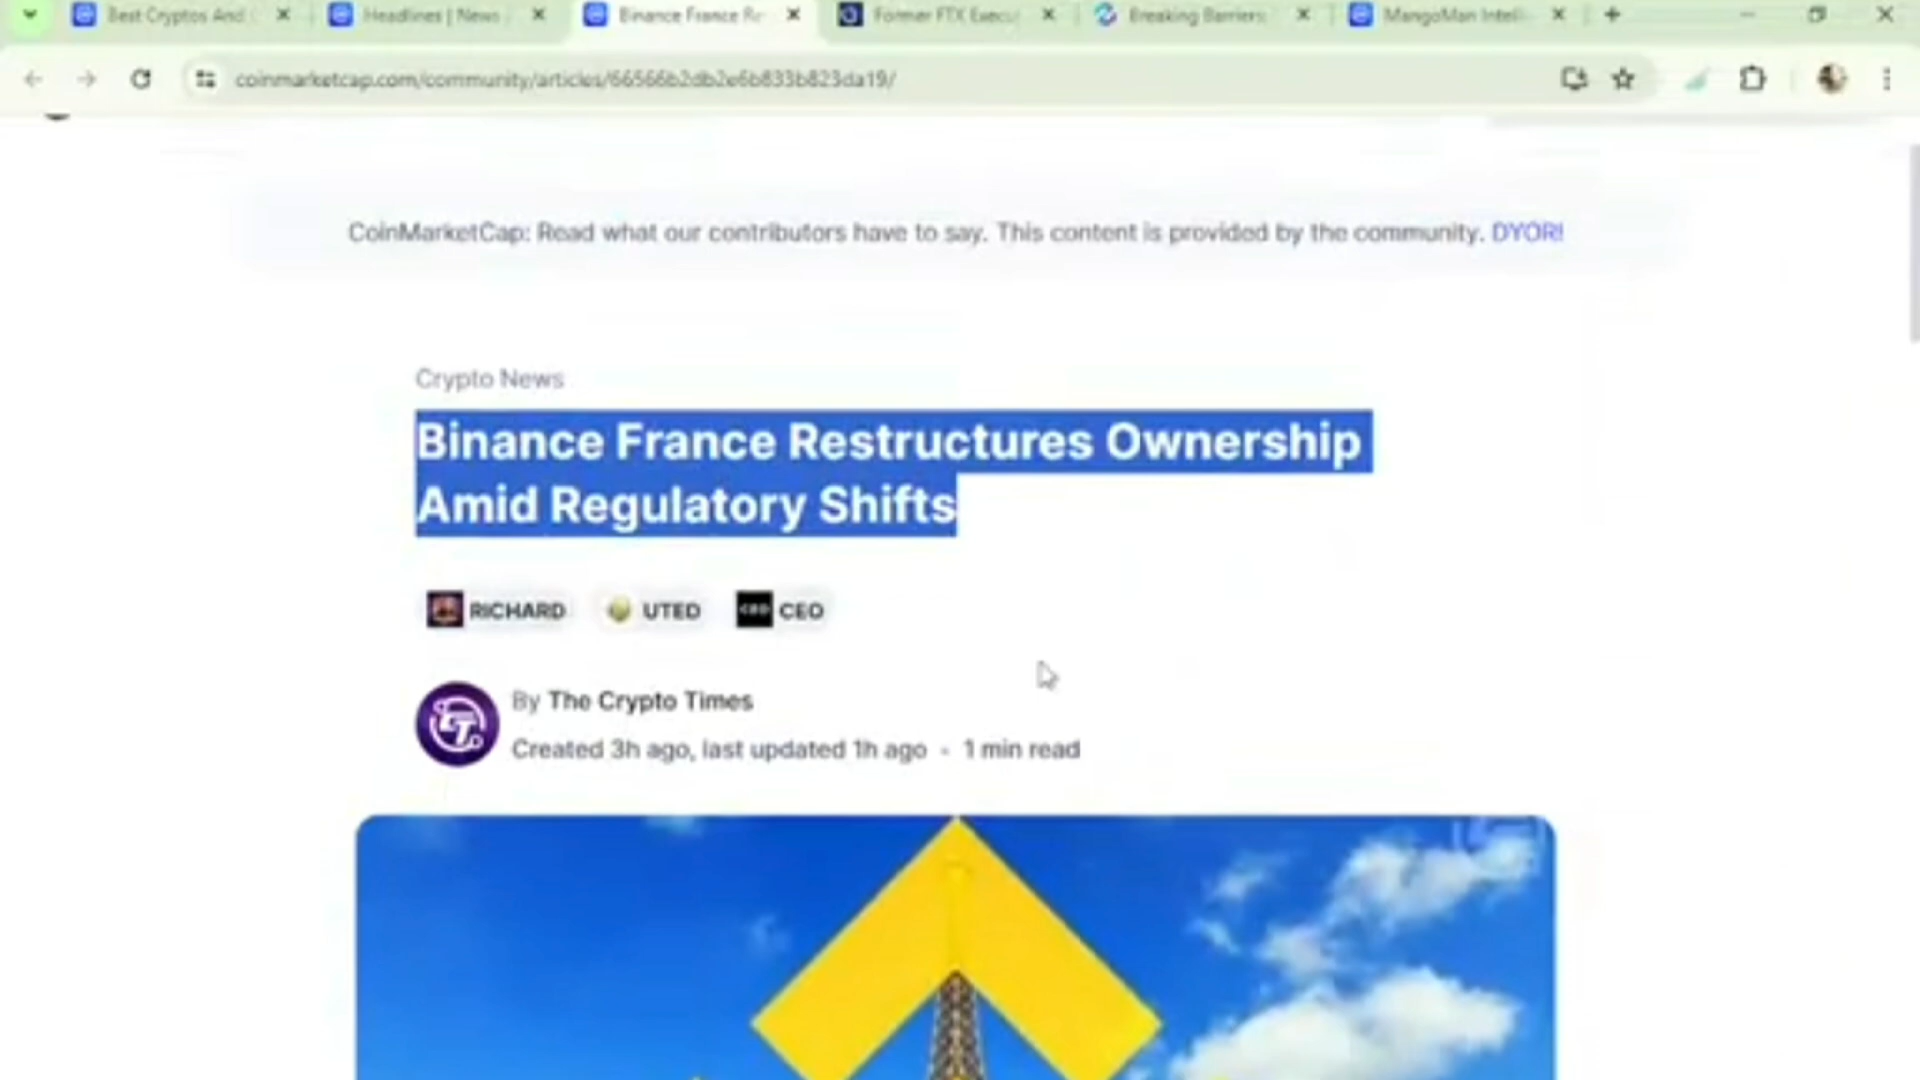 Best Cryptos And
Headlines | News
Binance France Re
Former FTX Execu
Breaking Barriers
MangoMan Intel
coinmarketcap.com/community/articles/66566b2db2e6b833b823da19/
CoinMarketCap: Read what our contributors have to say. This content is provided by the community. DYOR!
Crypto News
Binance France Restructures Ownership
Amid Regulatory Shifts
RICHARD UTED CEO
By The Crypto Times
Created 3h ago, last updated 1h ago • 1 min read